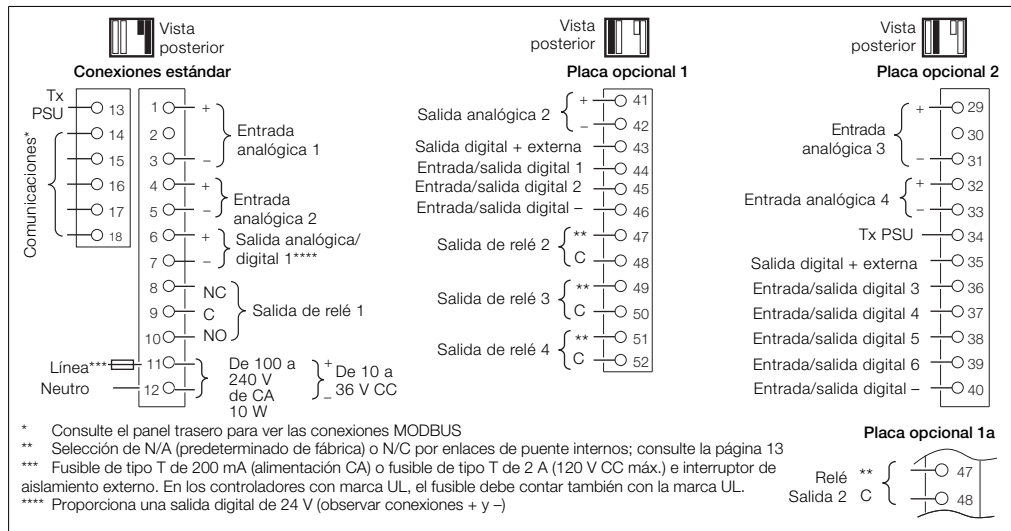 Vista
posterior
Conexiones estándar
Tx
PSU
13
Comunicaciones*
14
15
16
17
18
1 +
2
3 –
Entrada
analógica 1
4 +
5 –
Entrada
analógica 2
6 +
7 –
Salida analógica/
digital 1****
8 NC
9 C
10 NO
Salida de relé 1
Línea*** 11
Neutro 12
De 100 a
240 V
de CA
10 W
+
–
De 10 a
36 V CC
Vista
posterior
Placa opcional 1
Salida analógica 2
+ 41
– 42
Salida digital + externa 43
Entrada/salida digital 1 44
Entrada/salida digital 2 45
Entrada/salida digital – 46
Salida de relé 2
** 47
C 48
Salida de relé 3
** 49
C 50
Salida de relé 4
** 51
C 52
Vista
posterior
Placa opcional 2
+ 29
30
– 31
Entrada
analógica 3
Entrada analógica 4
+ 32
– 33
Tx PSU 34
Salida digital + externa 35
Entrada/salida digital 3 36
Entrada/salida digital 4 37
Entrada/salida digital 5 38
Entrada/salida digital 6 39
Entrada/salida digital – 40
* Consulte el panel trasero para ver las conexiones MODBUS
** Selección de N/A (predeterminado de fábrica) o N/C por enlaces de puente internos; consulte la página 13
*** Fusible de tipo T de 200 mA (alimentación CA) o fusible de tipo T de 2 A (120 V CC máx.) e interruptor de
aislamiento externo. En los controladores con marca UL, el fusible debe contar también con la marca UL.
**** Proporciona una salida digital de 24 V (observar conexiones + y –)
Placa opcional 1a
Relé
Salida 2
** 47
C 48